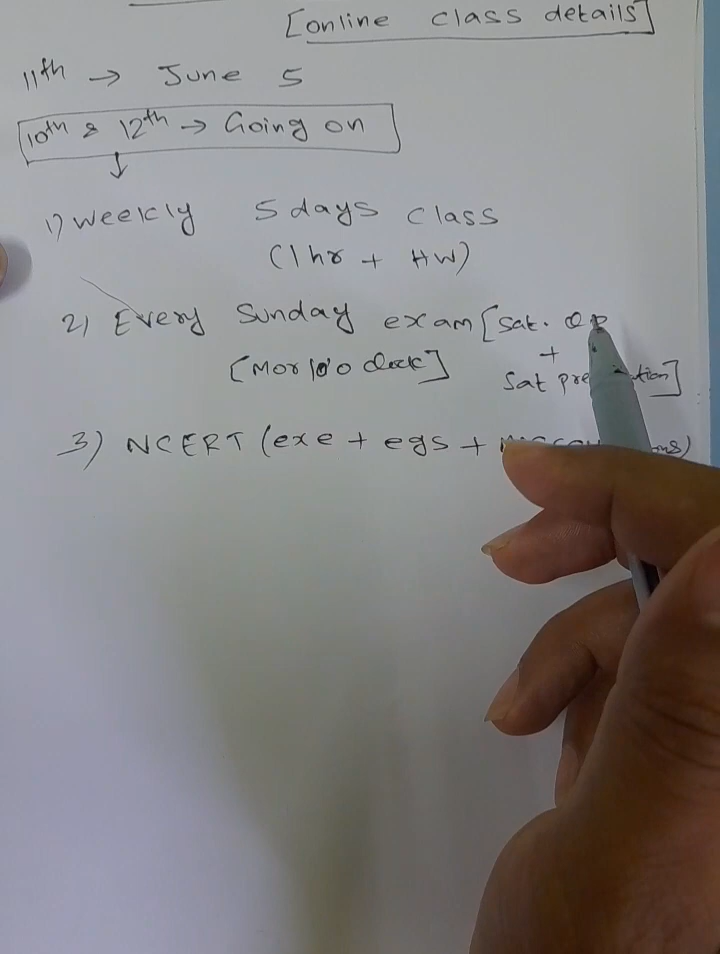 [online class details]
11th → June 5
10th & 12th → Going on
↓
1) weekly 5 days class
(1 hr + HW)
2) Every Sunday exam [Sat. QP
[Mor 10'o clock] + Sat
3) NCERT (exe + egs +